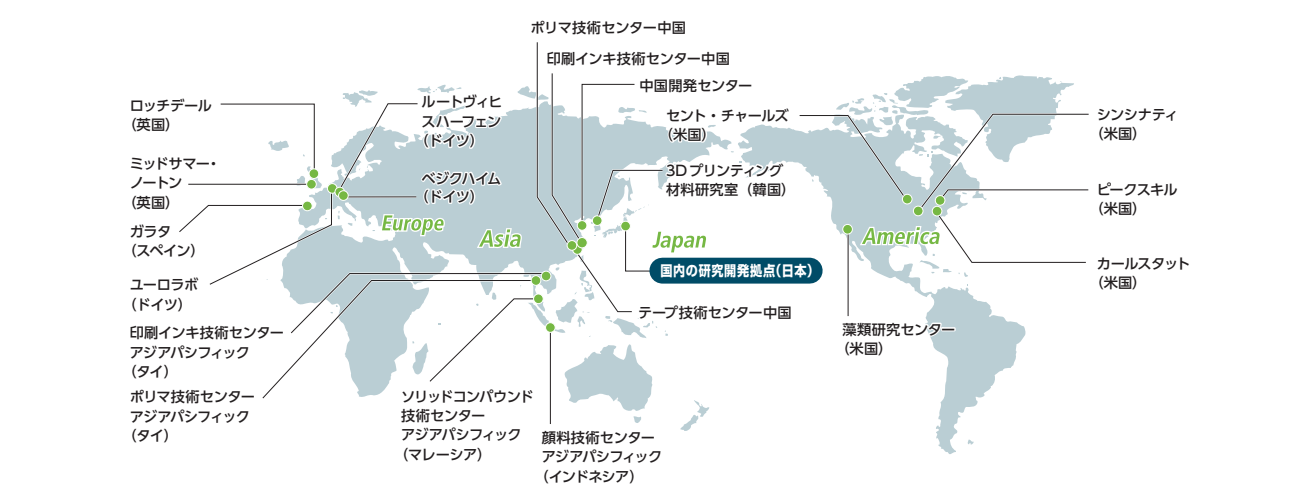 ポリマ技術センター中国
印刷インキ技術センター中国
中国開発センター
ロッチデール
（英国）
ルートヴィヒ
スハーフェン
（ドイツ）
セント・チャールズ
（米国）
シンシナティ
（米国）
ミッドサマー・
ノートン
（英国）
ベジクハイム
（ドイツ）
3Dプリンティング
材料研究室（韓国）
ピークスキル
（米国）
ガラタ
（スペイン）
Europe
Asia
Japan
America
国内の研究開発拠点（日本）
カールスタット
（米国）
ユーロラボ
（ドイツ）
テープ技術センター中国
印刷インキ技術センター
アジアパシフィック
（タイ）
藻類研究センター
（米国）
ポリマ技術センター
アジアパシフィック
（タイ）
ソリッドコンパウンド
技術センター
アジアパシフィック
（マレーシア）
顔料技術センター
アジアパシフィック
（インドネシア）